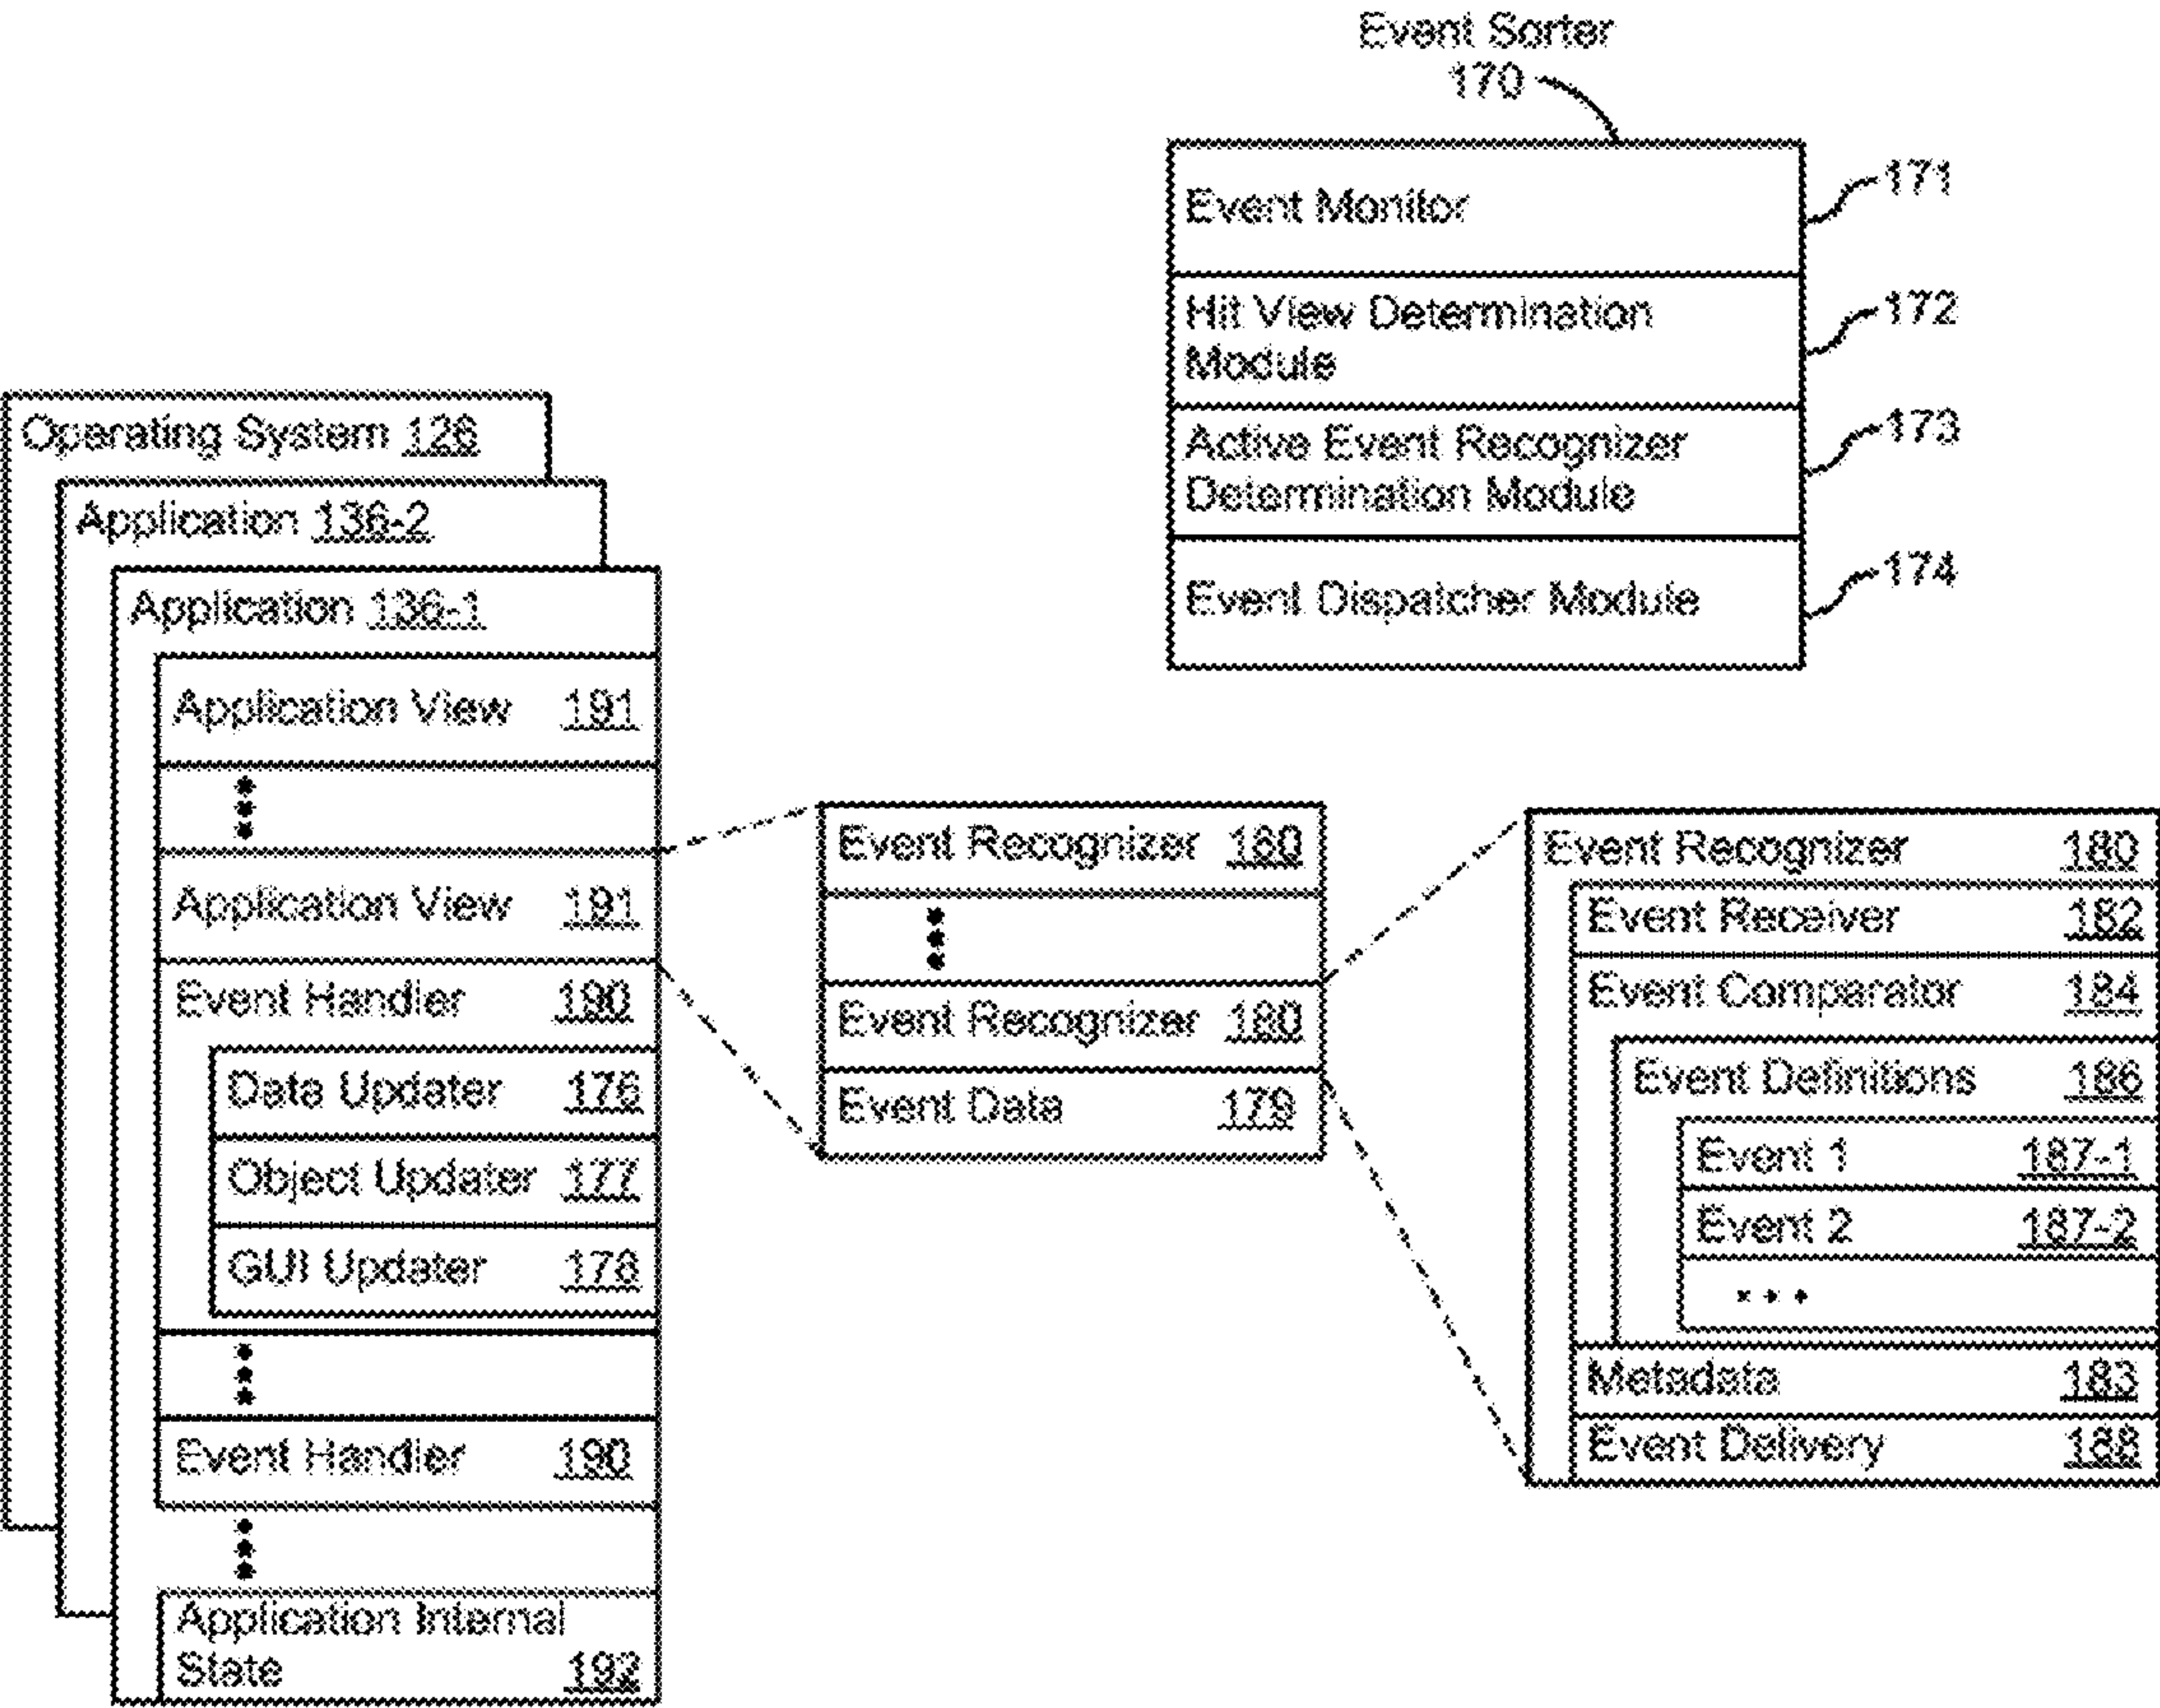 Event Sorter
170
Event Monitor
171
Hit View Determination
Module
172
Active Event Recognizer
Determination Module
173
Event Dispatcher Module
174
Operating System 126
Application 136-2
Application 136-1
Application View 191
Application View 191
Event Handler 190
Data Updater 176
Object Updater 177
GUI Updater 178
Event Handler 190
Application Internal
State 192
Event Recognizer 180
Event Recognizer 180
Event Data 179
Event Recognizer 180
Event Receiver 182
Event Comparator 184
Event Definitions 186
Event 1 187-1
Event 2 187-2
Metadata 183
Event Delivery 188